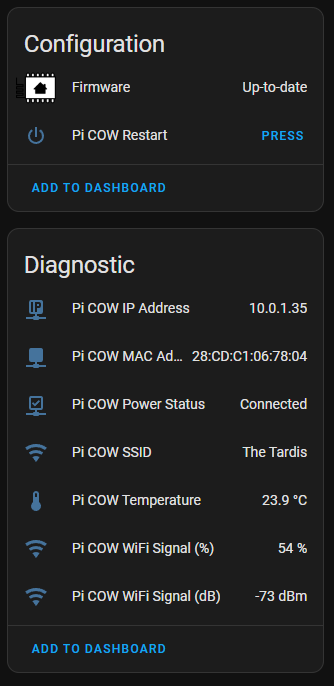 Configuration
Firmware Up-to-date
Pi COW Restart PRESS
ADD TO DASHBOARD
Diagnostic
Pi COW IP Address 10.0.1.35
Pi COW MAC Ad... 28:CD:C1:06:78:04
Pi COW Power Status Connected
Pi COW SSID The Tardis
Pi COW Temperature 23.9 °C
Pi COW WiFi Signal (%) 54 %
Pi COW WiFi Signal (dB) -73 dBm
ADD TO DASHBOARD